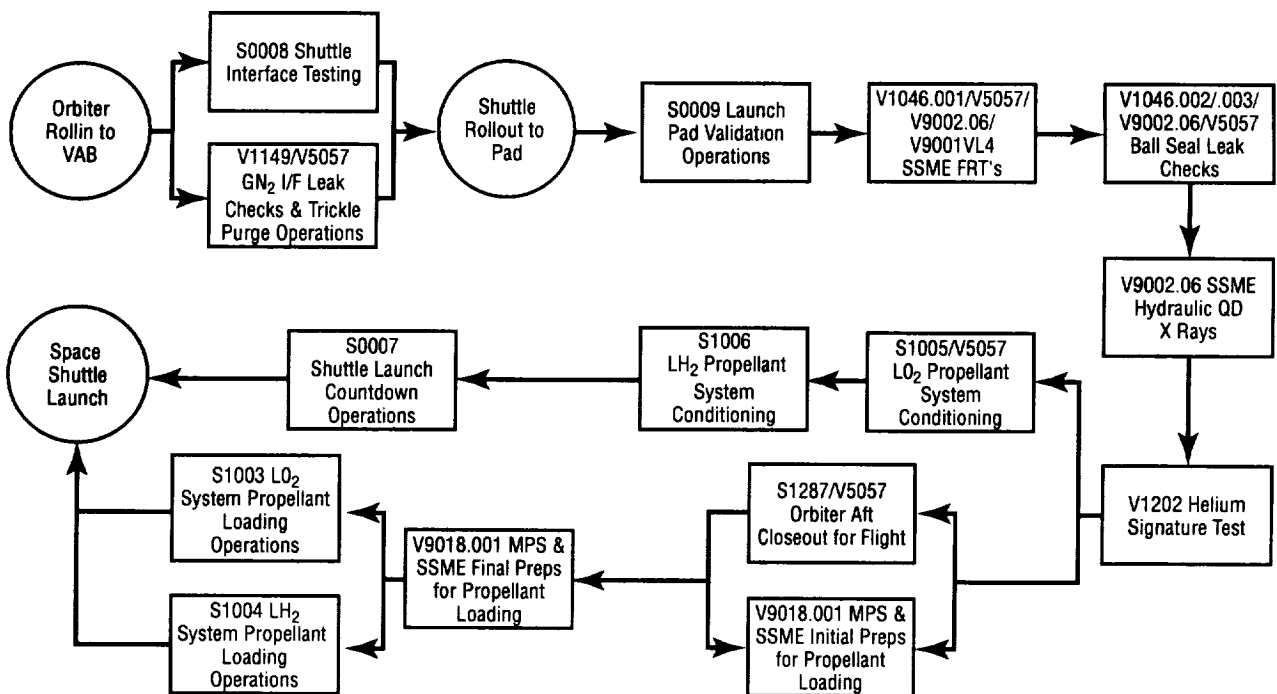 Orbiter
Rollin to
VAB
S0008 Shuttle
Interface Testing
V1149/V5057
GN₂ I/F Leak
Checks & Trickle
Purge Operations
Shuttle
Rollout to
Pad
S0009 Launch
Pad Validation
Operations
V1046.001/V5057/
V9002.06/
V9001VL4
SSME FRT's
V1046.002/.003/
V9002.06/V5057
Ball Seal Leak
Checks
V9002.06 SSME
Hydraulic QD
X Rays
V1202 Helium
Signature Test
S1005/V5057
L0₂ Propellant
System
Conditioning
S1006
LH₂ Propellant
System
Conditioning
S0007
Shuttle Launch
Countdown
Operations
Space
Shuttle
Launch
S1287/V5057
Orbiter Aft
Closeout for Flight
V9018.001 MPS &
SSME Initial Preps
for Propellant
Loading
V9018.001 MPS &
SSME Final Preps
for Propellant
Loading
S1003 L0₂
System Propellant
Loading
Operations
S1004 LH₂
System Propellant
Loading
Operations